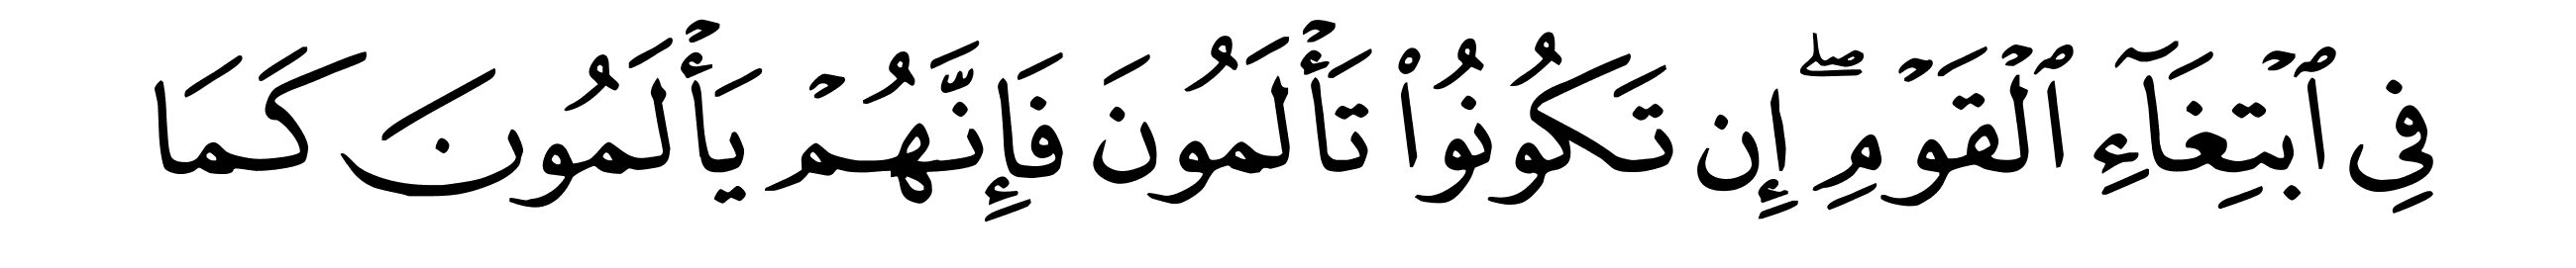 فِي ٱبۡتِغَآءِ ٱلۡقَوۡمِۖ إِن تَكُونُواْ تَأۡلَمُونَ فَإِنَّهُمۡ يَأۡلَمُونَ كَمَا